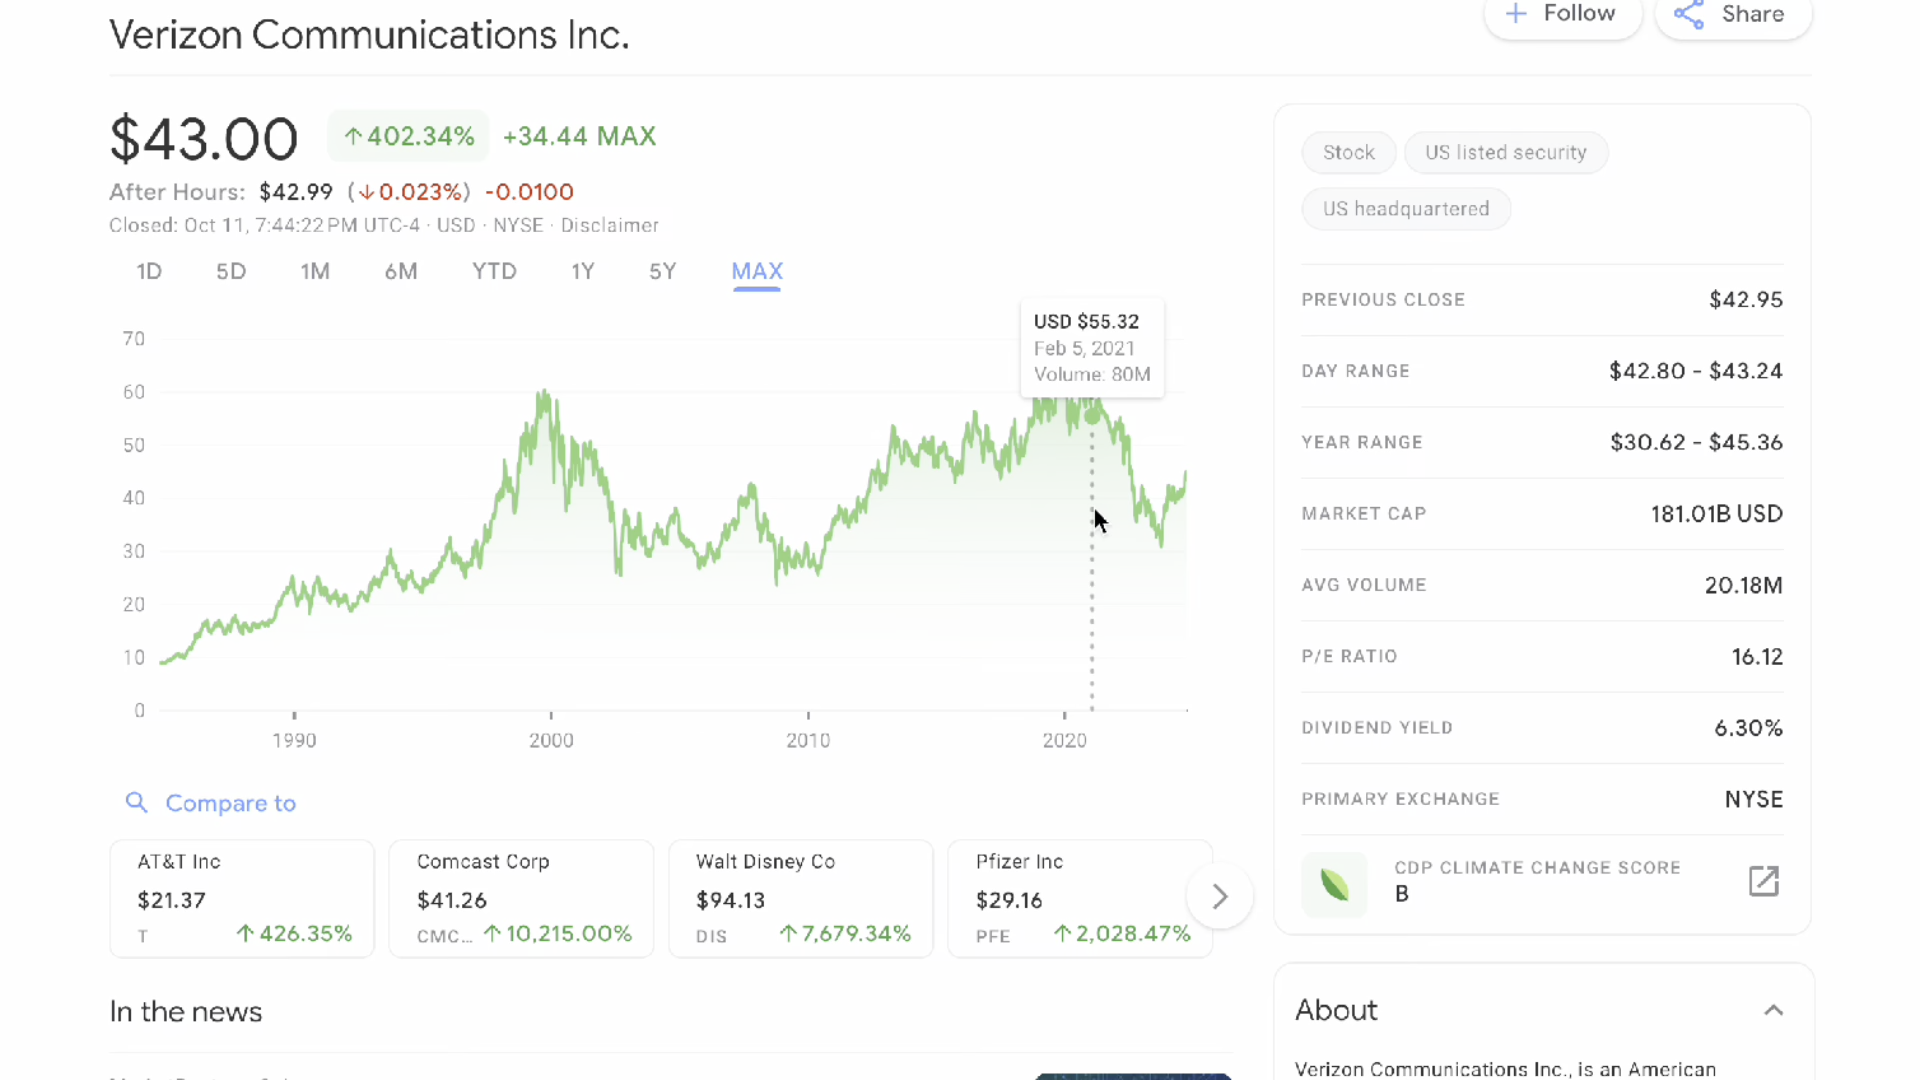 Verizon Communications Inc.
Follow
Share
$43.00
↑402.34%
+34.44 MAX
After Hours: $42.99 (↓0.023%) -0.0100
Closed: Oct 11, 7:44:22 PM UTC-4 · USD · NYSE · Disclaimer
1D 5D 1M 6M YTD 1Y 5Y MAX
USD $55.32
Feb 5, 2021
Volume: 80M
70
60
50
40
30
20
10
0
1990 2000 2010 2020
Compare to
AT&T Inc
$21.37
T ↑426.35%
Comcast Corp
$41.26
CMC... ↑10,215.00%
Walt Disney Co
$94.13
DIS ↑7,679.34%
Pfizer Inc
$29.16
PFE ↑2,028.47%
In the news
Stock
US listed security
US headquartered
PREVIOUS CLOSE $42.95
DAY RANGE $42.80 - $43.24
YEAR RANGE $30.62 - $45.36
MARKET CAP 181.01B USD
AVG VOLUME 20.18M
P/E RATIO 16.12
DIVIDEND YIELD 6.30%
PRIMARY EXCHANGE NYSE
CDP CLIMATE CHANGE SCORE
B
About
Verizon Communications Inc., is an American